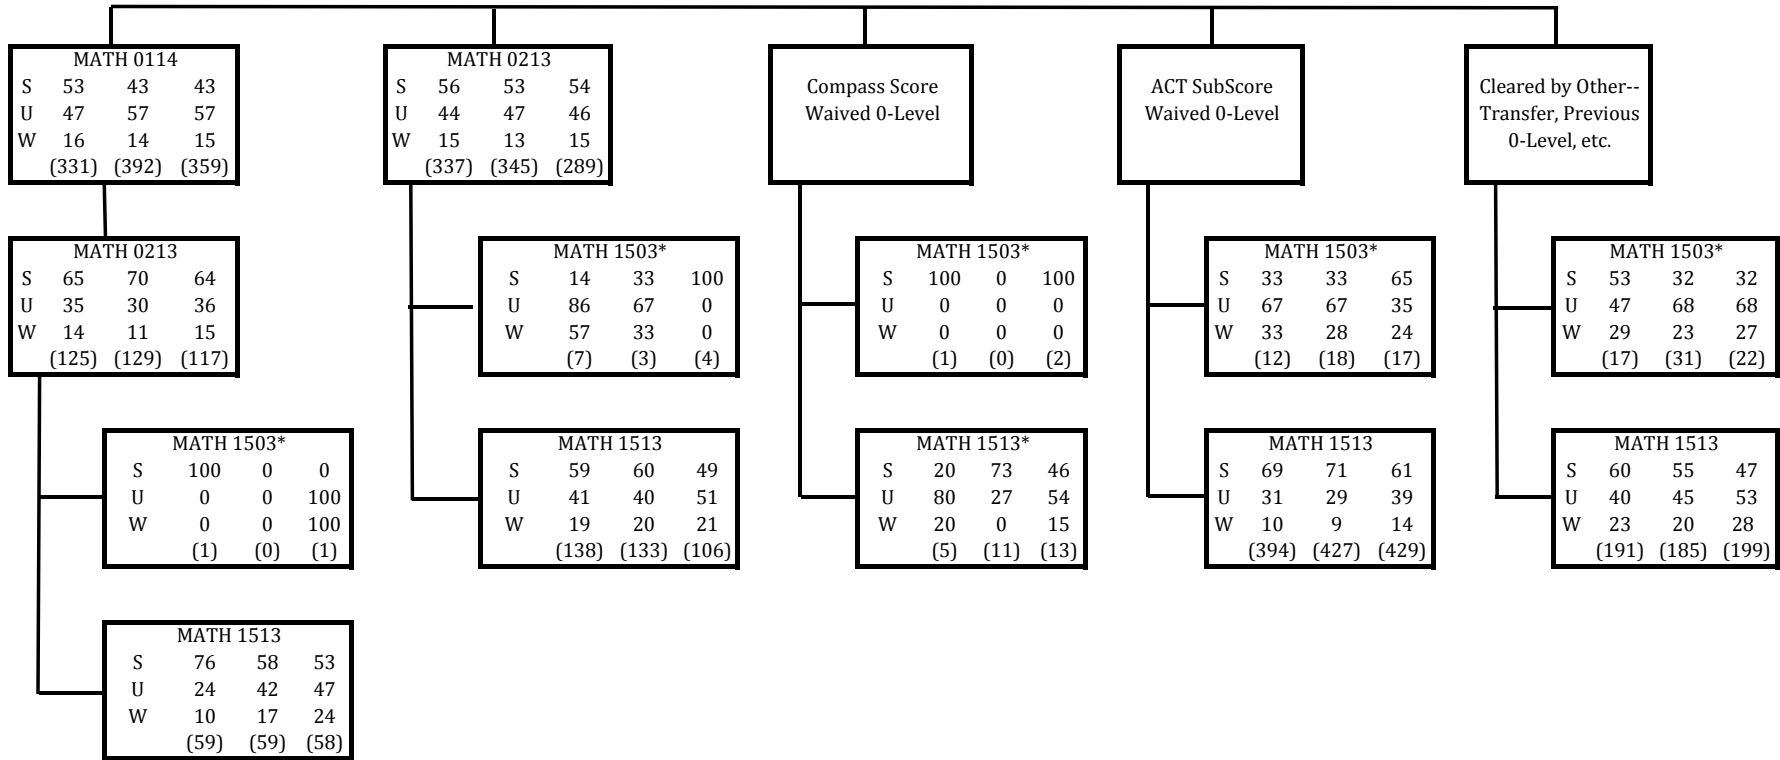 MATH 0114
S 53 43 43
U 47 57 57
W 16 14 15
(331) (392) (359)
MATH 0213
S 56 53 54
U 44 47 46
W 15 13 15
(337) (345) (289)
Compass Score
Waived 0-Level
ACT SubScore
Waived 0-Level
Cleared by Other--
Transfer, Previous
0-Level, etc.
MATH 0213
S 65 70 64
U 35 30 36
W 14 11 15
(125) (129) (117)
MATH 1503*
S 14 33 100
U 86 67 0
W 57 33 0
(7) (3) (4)
MATH 1503*
S 100 0 100
U 0 0 0
W 0 0 0
(1) (0) (2)
MATH 1503*
S 33 33 65
U 67 67 35
W 33 28 24
(12) (18) (17)
MATH 1503*
S 53 32 32
U 47 68 68
W 29 23 27
(17) (31) (22)
MATH 1503*
S 100 0 0
U 0 0 100
W 0 0 100
(1) (0) (1)
MATH 1513
S 59 60 49
U 41 40 51
W 19 20 21
(138) (133) (106)
MATH 1513*
S 20 73 46
U 80 27 54
W 20 0 15
(5) (11) (13)
MATH 1513
S 69 71 61
U 31 29 39
W 10 9 14
(394) (427) (429)
MATH 1513
S 60 55 47
U 40 45 53
W 23 20 28
(191) (185) (199)
MATH 1513
S 76 58 53
U 24 42 47
W 10 17 24
(59) (59) (58)